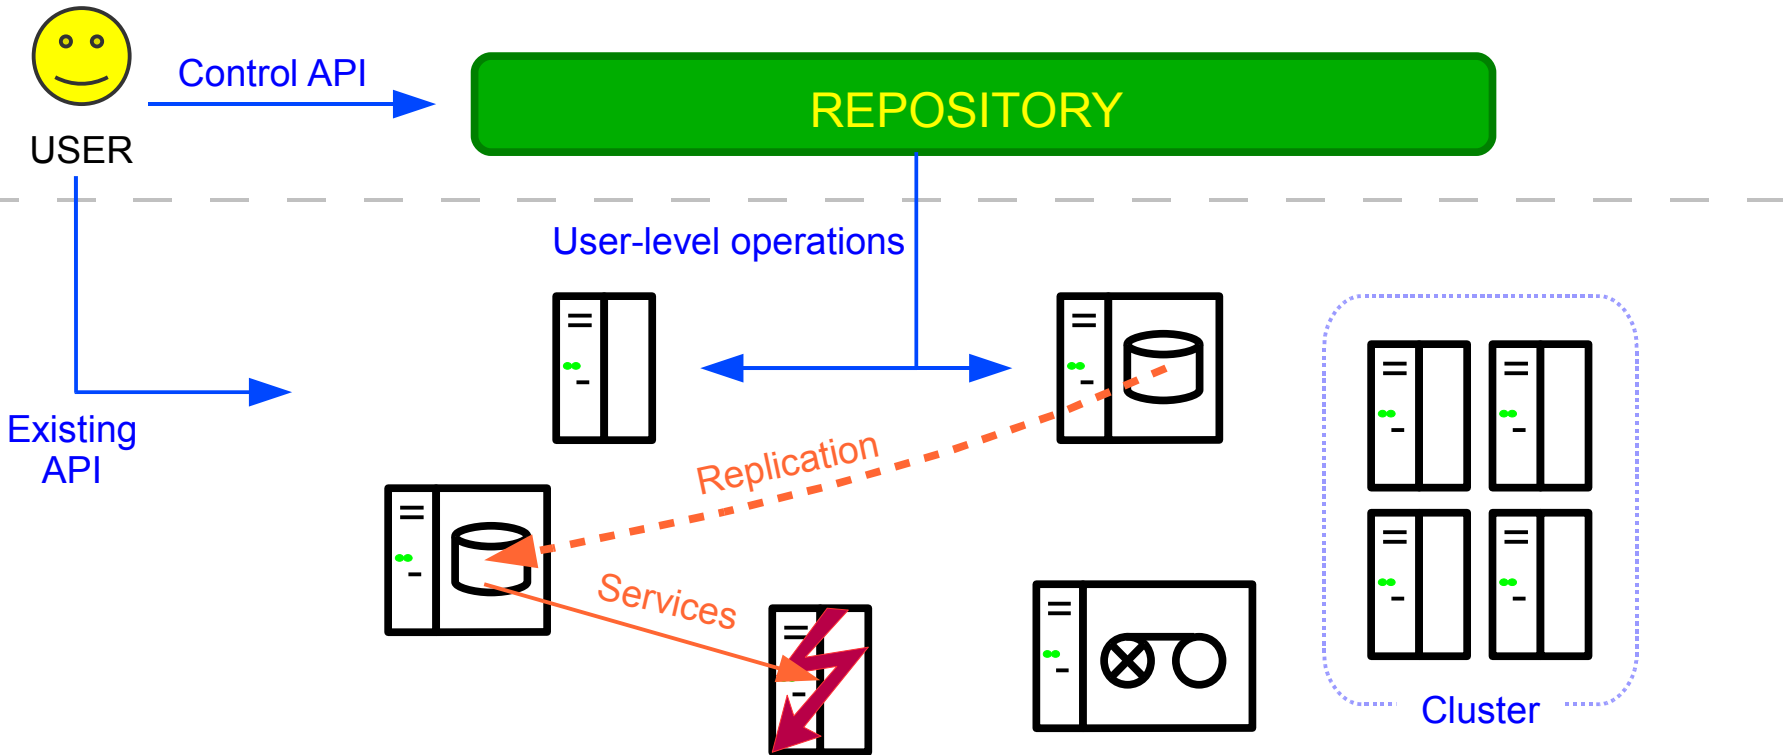 Control API
REPOSITORY
USER
User-level operations
Existing
API
Replication
Services
Cluster